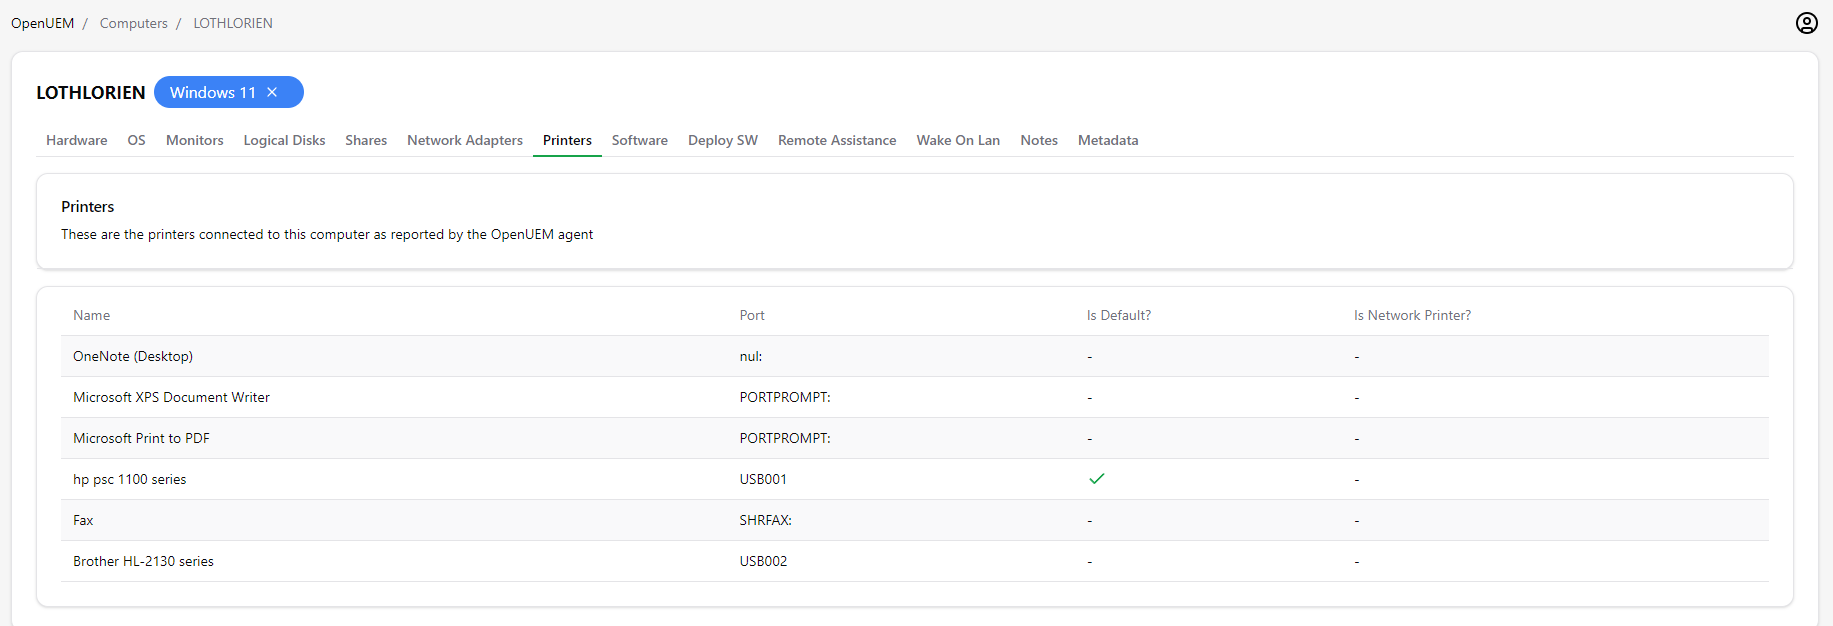 OpenUEM / Computers / LOTHLORIEN
LOTHLORIEN Windows 11 ×
Hardware OS Monitors Logical Disks Shares Network Adapters Printers Software Deploy SW Remote Assistance Wake On Lan Notes Metadata
Printers
These are the printers connected to this computer as reported by the OpenUEM agent
Name Port Is Default? Is Network Printer?
OneNote (Desktop) nul: - -
Microsoft XPS Document Writer PORTPROMPT: - -
Microsoft Print to PDF PORTPROMPT: - -
hp psc 1100 series USB001 ✓ -
Fax SHRFAX: - -
Brother HL-2130 series USB002 - -